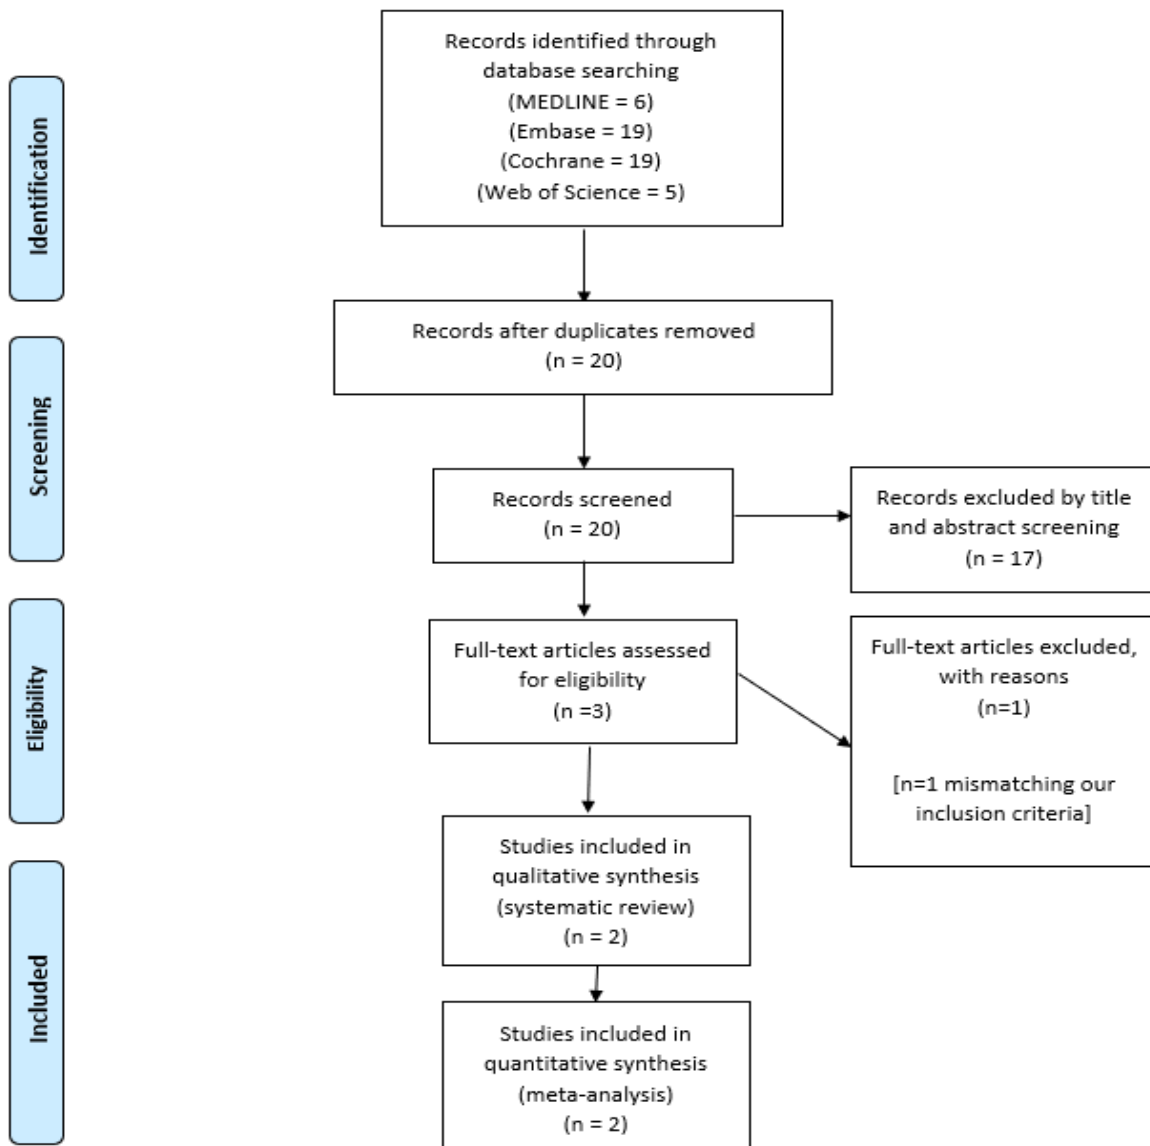 Identification
Records identified through
database searching
(MEDLINE = 6)
(Embase = 19)
(Cochrane = 19)
(Web of Science = 5)
Records after duplicates removed
(n = 20)
Screening
Records screened
(n = 20)
Records excluded by title
and abstract screening
(n = 17)
Eligibility
Full-text articles assessed
for eligibility
(n =3)
Full-text articles excluded,
with reasons
(n=1)
[n=1 mismatching our
inclusion criteria]
Included
Studies included in
qualitative synthesis
(systematic review)
(n = 2)
Studies included in
quantitative synthesis
(meta-analysis)
(n = 2)